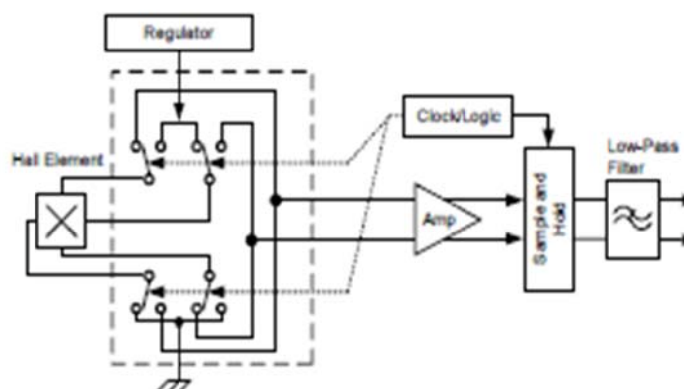 Regulator
Clock/Logic
Hall Element
Low-Pass
Filter
Amp
Sample and
Hold